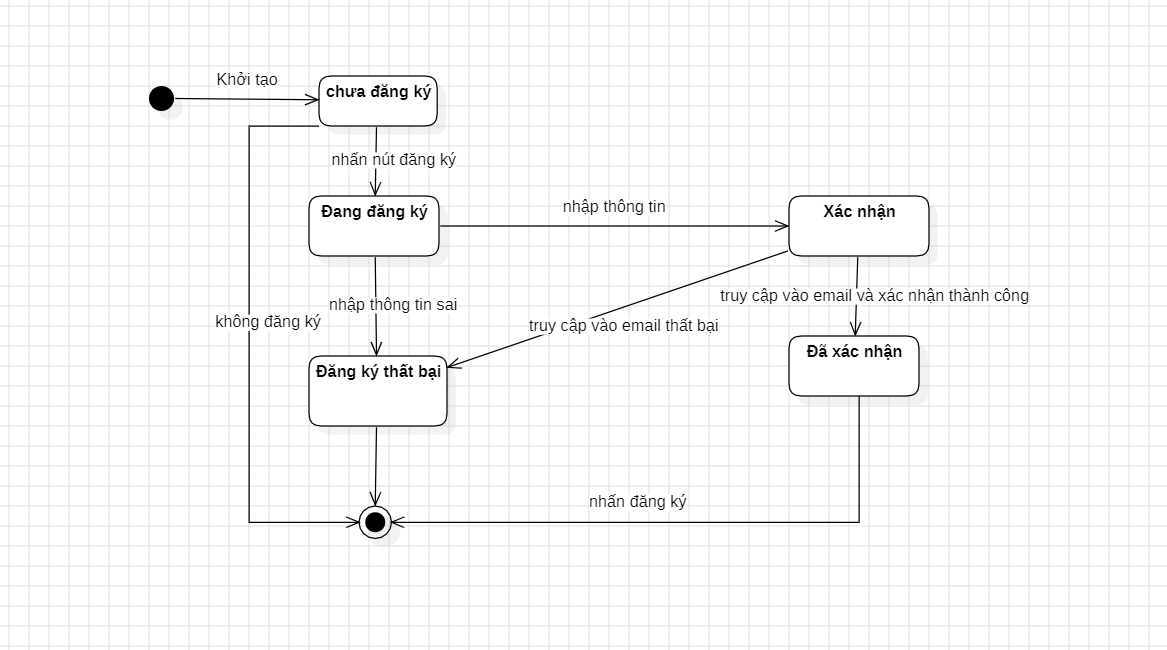 Khởi tạo
chưa đăng ký
nhấn nút đăng ký
Đang đăng ký
nhập thông tin
Xác nhận
nhập thông tin sai
truy cập vào email và xác nhận thành công
không đăng ký
truy cập vào email thất bại
Đăng ký thất bại
Đã xác nhận
nhấn đăng ký